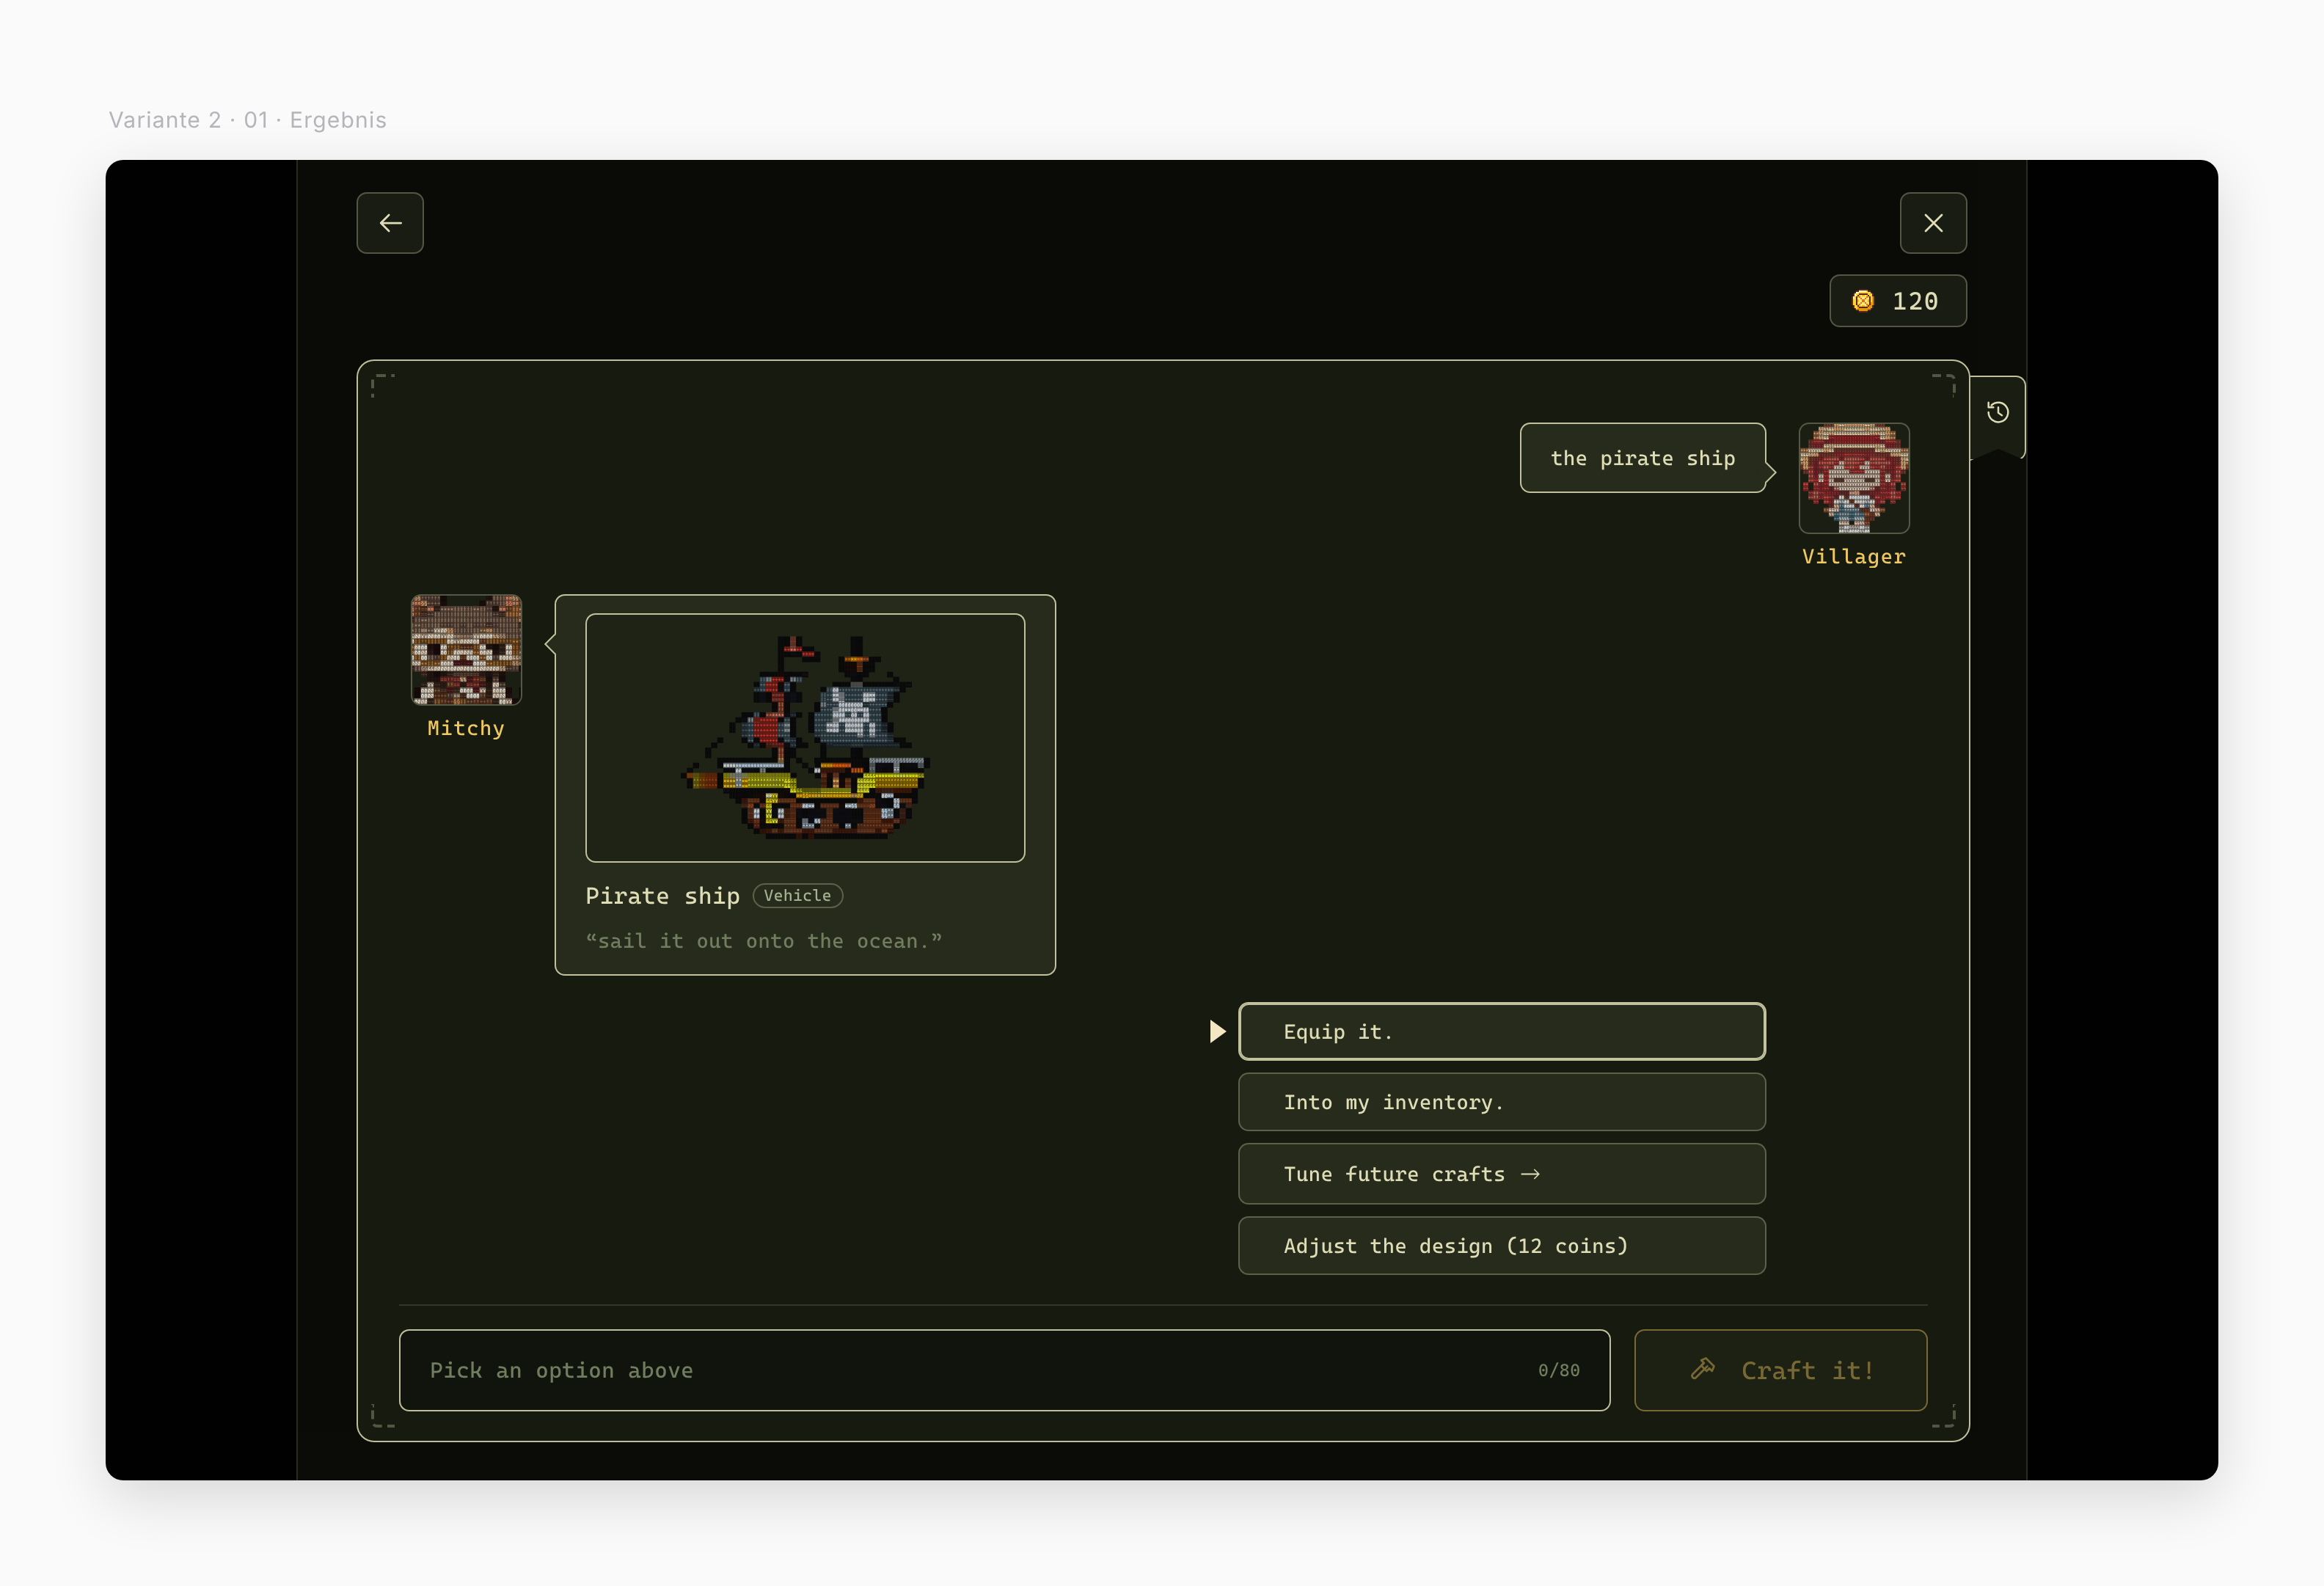 Variante 2 · 01 · Ergebnis
120
the pirate ship
Villager
Mitchy
Pirate ship Vehicle
“sail it out onto the ocean.”
Equip it.
Into my inventory.
Tune future crafts →
Adjust the design (12 coins)
Pick an option above 0/80
Craft it!